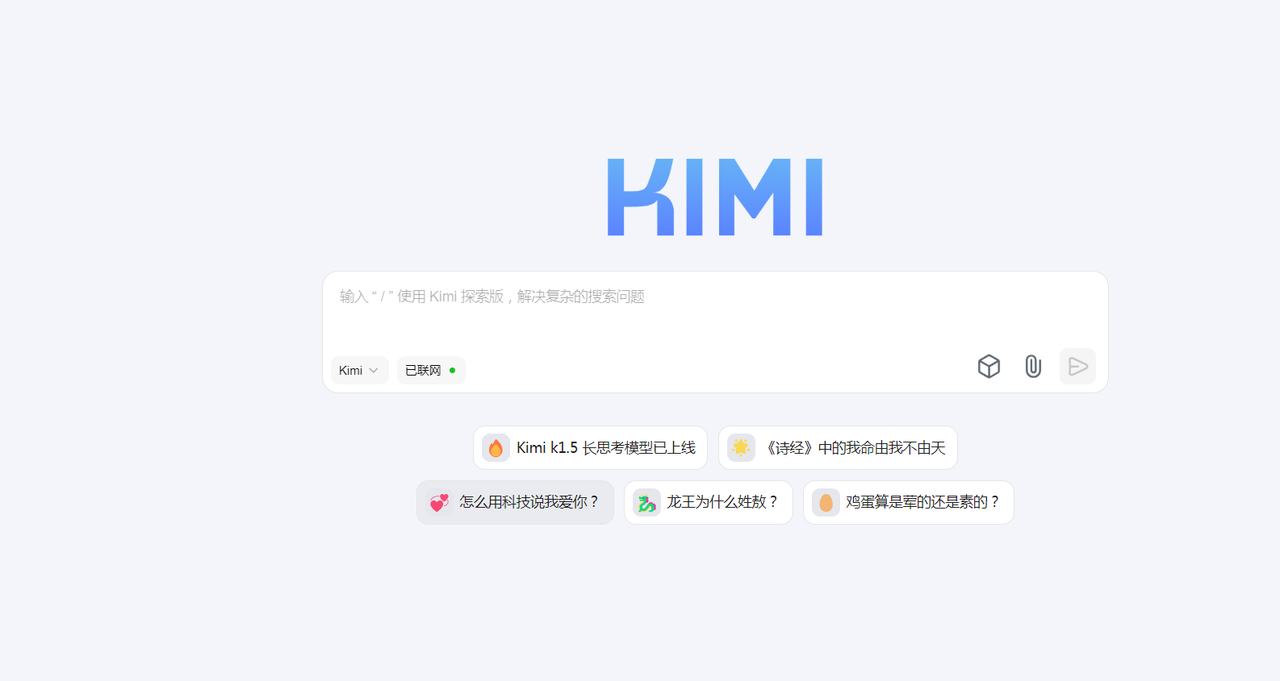 KIMI
输入 “ / ” 使用 Kimi 探索版，解决复杂的搜索问题
Kimi 已联网
Kimi k1.5 长思考模型已上线 《诗经》中的我命由我不由天
怎么用科技说我爱你？ 龙王为什么姓敖？ 鸡蛋算是荤的还是素的？